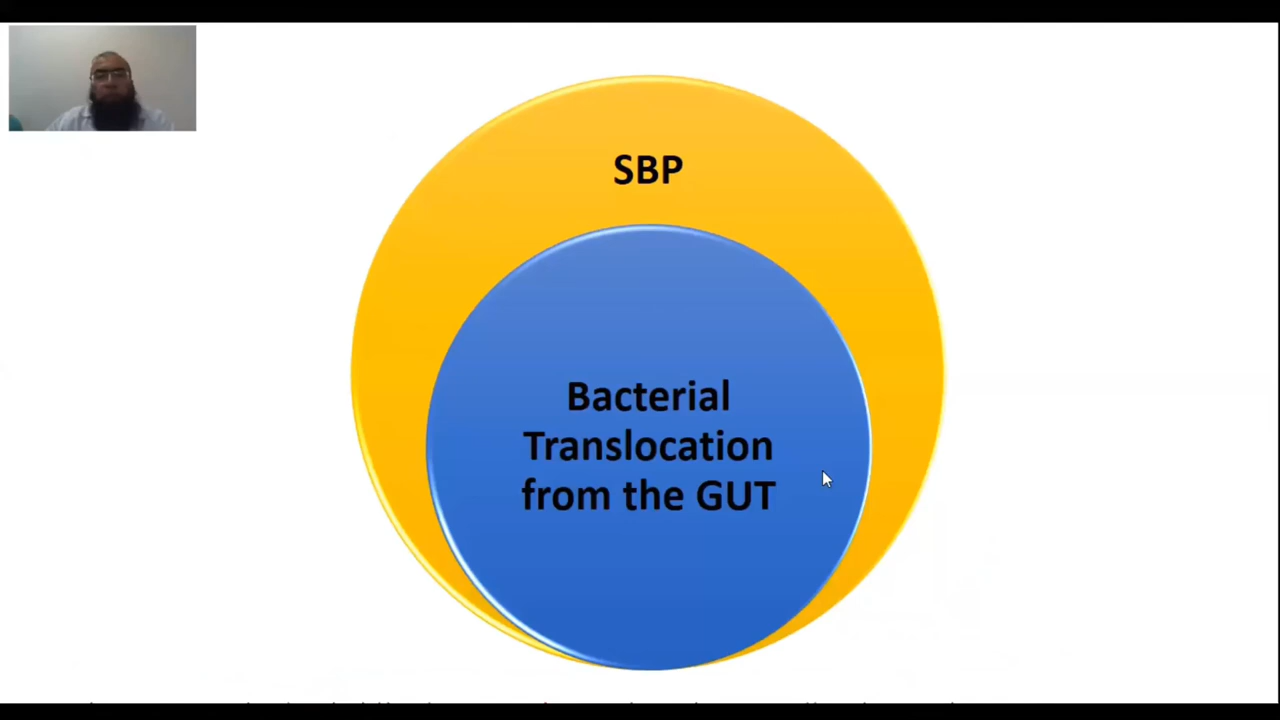 SBP
Bacterial
Translocation
from the GUT